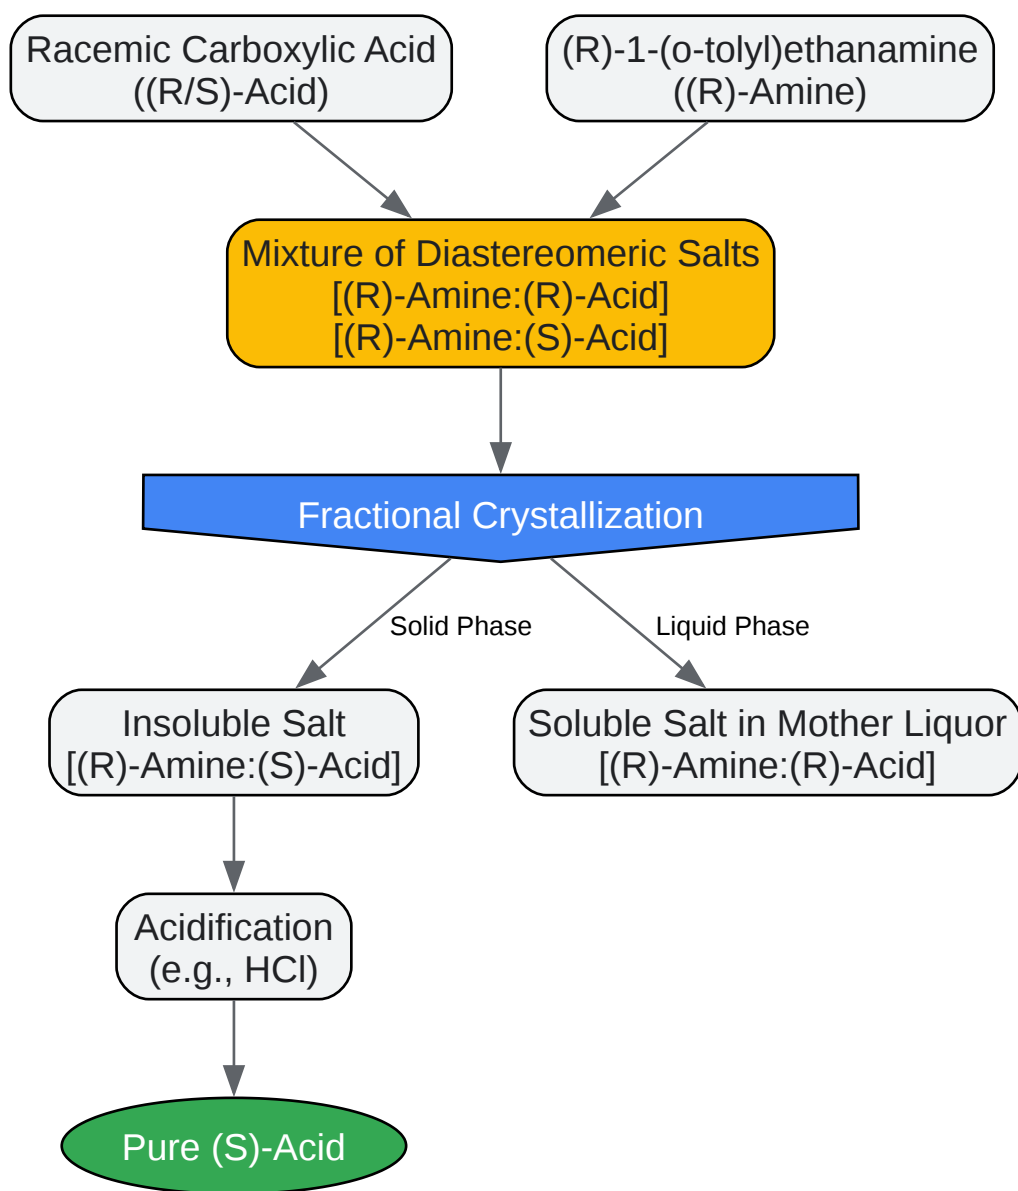 Racemic Carboxylic Acid
((R/S)-Acid)
(R)-1-(o-tolyl)ethanamine
((R)-Amine)
Mixture of Diastereomeric Salts
[(R)-Amine:(R)-Acid]
[(R)-Amine:(S)-Acid]
Fractional Crystallization
Solid Phase
Liquid Phase
Insoluble Salt
[(R)-Amine:(S)-Acid]
Soluble Salt in Mother Liquor
[(R)-Amine:(R)-Acid]
Acidification
(e.g., HCl)
Pure (S)-Acid